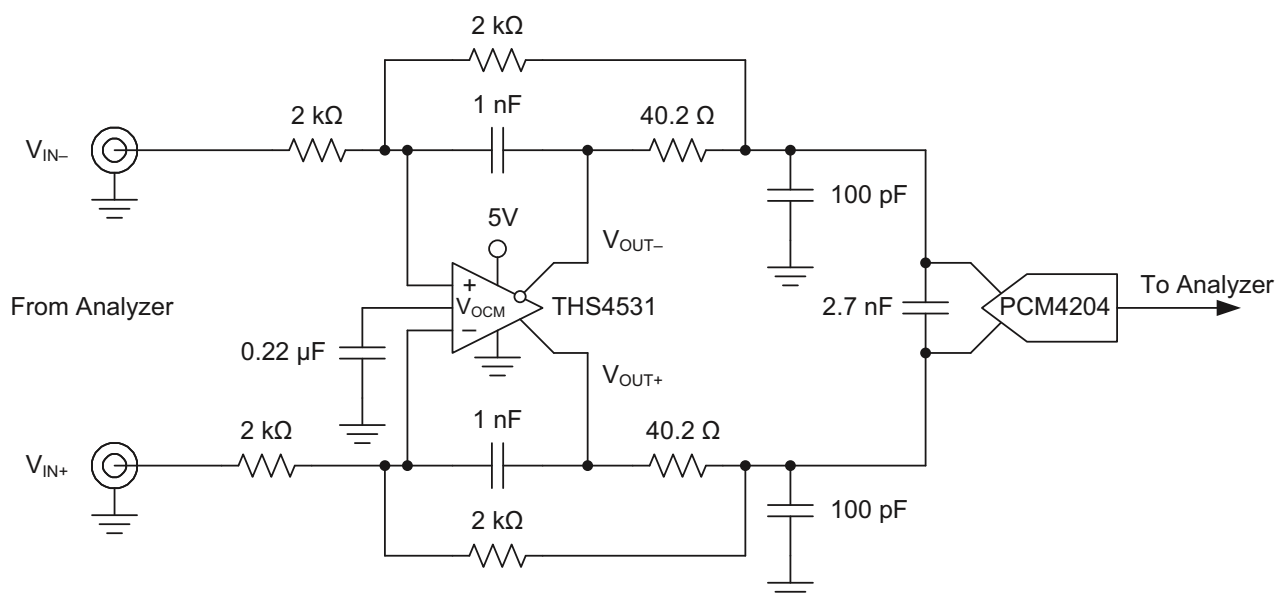 2 kΩ
1 nF
2 kΩ
40.2 Ω
V_IN–
100 pF
5V
V_OUT–
+
V_OCM
–
THS4531
From Analyzer
2.7 nF
PCM4204
To Analyzer
0.22 µF
V_OUT+
1 nF
2 kΩ
40.2 Ω
V_IN+
100 pF
2 kΩ